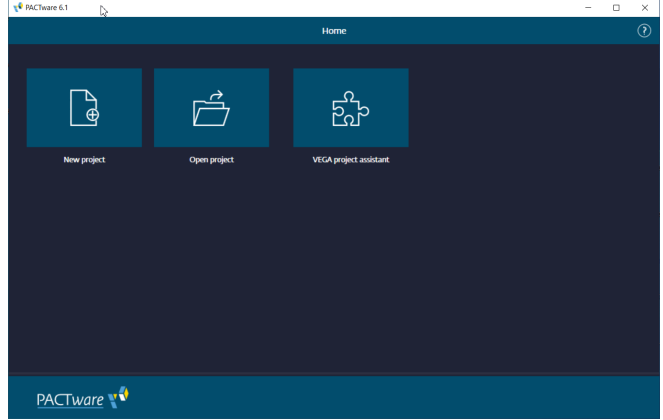 PACTware 6.1
Home
?
New project
Open project
VEGA project assistant
PACTware